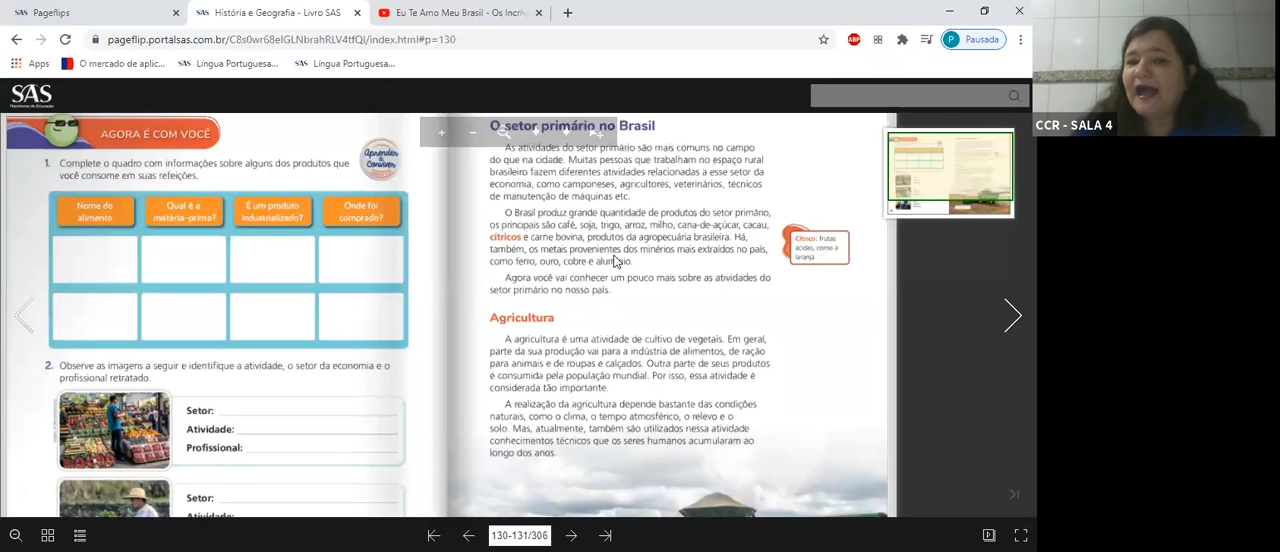 Pageflips
História e Geografia - Livro SAS
Eu Te Amo Meu Brasil - Os Incrív
pageflip.portalsas.com.br/C8s0wr68elGLNbrahRLV4tfQI/index.html#p=130
ABP
P Pausada
Apps
O mercado de aplic...
Língua Portuguesa...
Língua Portuguesa...
SAS
Plataforma de Educação
CCR - SALA 4
AGORA É COM VOCÊ
Aprender a Conviver
1. Complete o quadro com informações sobre alguns dos produtos que
você consome em suas refeições.
Nome do alimento
Qual é a matéria-prima?
É um produto industrializado?
Onde foi comprado?
2. Observe as imagens a seguir e identifique a atividade, o setor da economia e o
profissional retratado.
Setor:
Atividade:
Profissional:
Setor:
Atividade:
O setor primário no Brasil
As atividades do setor primário são mais comuns no campo
do que na cidade. Muitas pessoas que trabalham no espaço rural
brasileiro fazem diferentes atividades relacionadas a esse setor da
economia, como camponeses, agricultores, veterinários, técnicos
de manutenção de máquinas etc.
O Brasil produz grande quantidade de produtos do setor primário,
os principais são café, soja, trigo, arroz, milho, cana-de-açúcar, cacau,
cítricos e carne bovina, produtos da agropecuária brasileira. Há,
também, os metais provenientes dos minérios mais extraídos no país,
como ferro, ouro, cobre e alumínio.
Agora você vai conhecer um pouco mais sobre as atividades do
setor primário no nosso país.
Cítrico: frutas
ácidas, como a
laranja.
Agricultura
A agricultura é uma atividade de cultivo de vegetais. Em geral,
parte da sua produção vai para a indústria de alimentos, de ração
para animais e de roupas e calçados. Outra parte de seus produtos
é consumida pela população mundial. Por isso, essa atividade é
considerada tão importante.
A realização da agricultura depende bastante das condições
naturais, como o clima, o tempo atmosférico, o relevo e o
solo. Mas, atualmente, também são utilizados nessa atividade
conhecimentos técnicos que os seres humanos acumularam ao
longo dos anos.
130-131/306